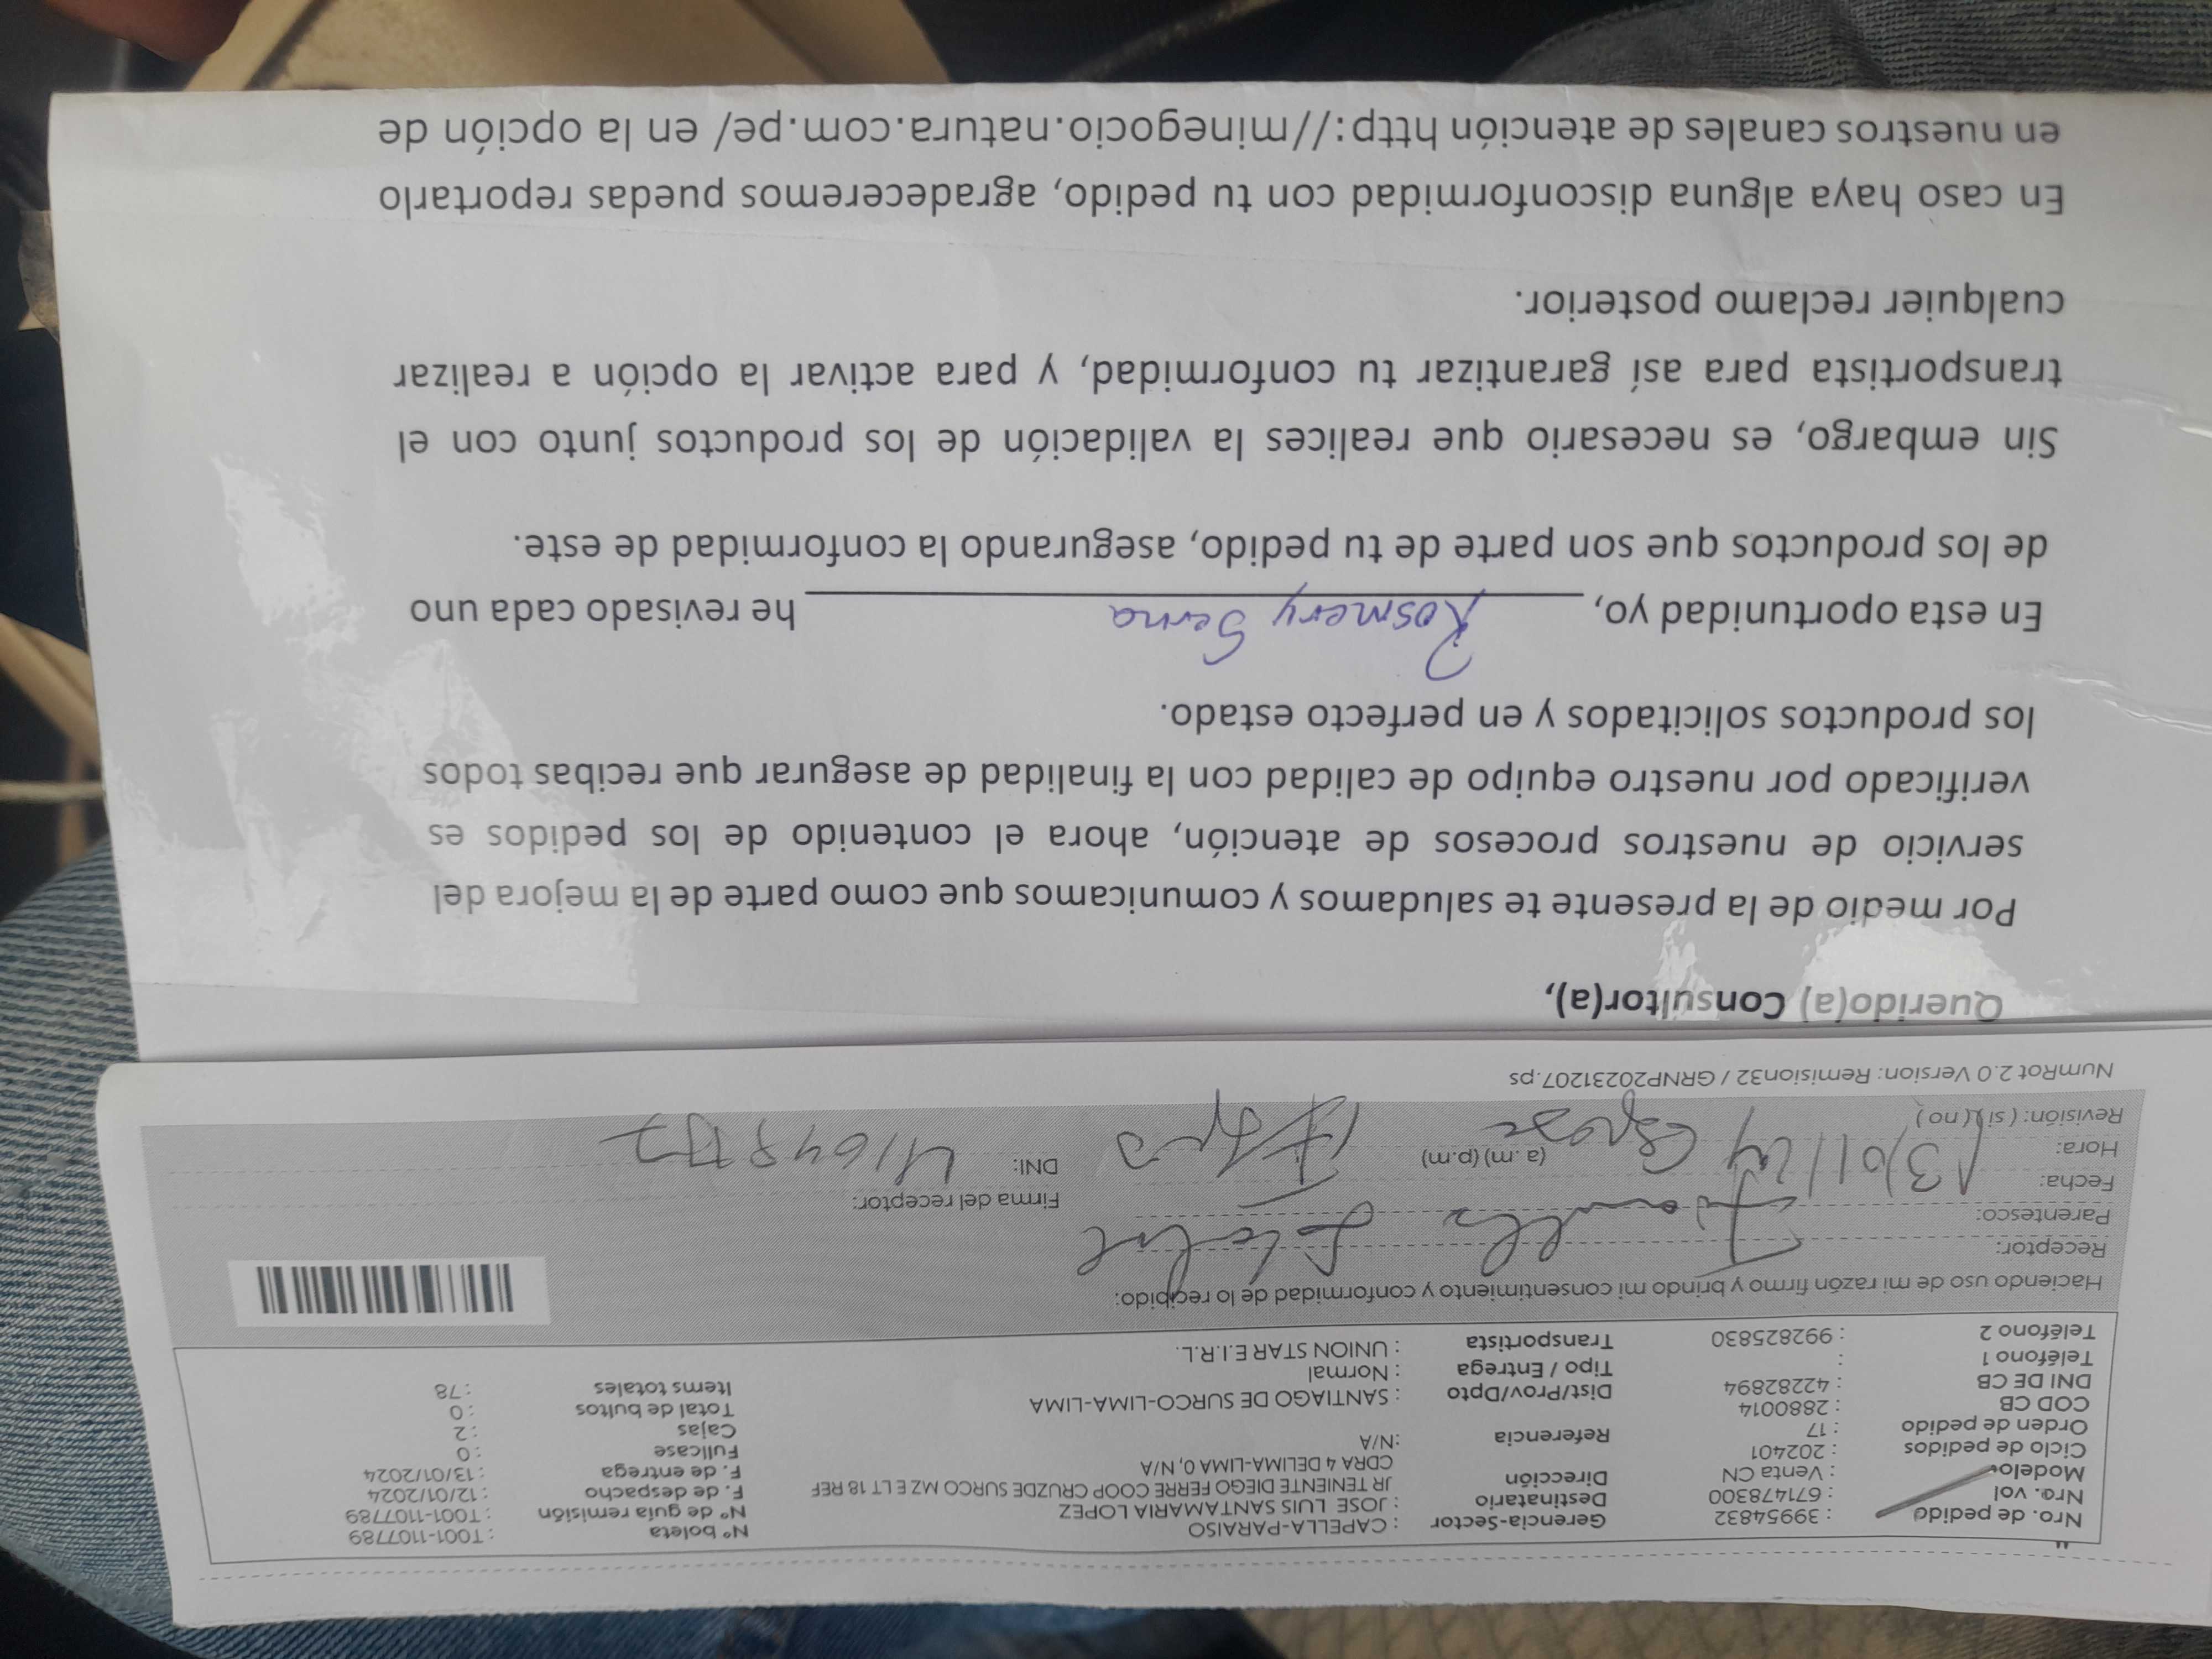 Nro. de pedido : 39954832 Gerencia-Sector : CAPELLA-PARAISO Nº boleta : T001-1107789
Nro. vol : 671478300 Destinatario : JOSE LUIS SANTAMARIA LOPEZ Nº de guía remisión : T001-1107789
Modelo : Venta CN Dirección JR TENIENTE DIEGO FERRE COOP CRUZDE SURCO MZ E LT 18 REF F. de despacho : 12/01/2024
CDRA 4 DELIMA-LIMA 0, N/A F. de entrega : 13/01/2024
Ciclo de pedidos : 202401 Referencia :N/A Fullcase : 0
Orden de pedido : 17 Cajas : 2
COD CB : 2880014 Dist/Prov/Dpto : SANTIAGO DE SURCO-LIMA-LIMA Total de bultos : 0
DNI DE CB : 42282894 Tipo / Entrega : Normal Items totales : 78
Teléfono 1 : Transportista : UNION STAR E.I.R.L.
Teléfono 2 : 992825830
Haciendo uso de mi razón firmo y brindo mi consentimiento y conformidad de lo recibido:
Receptor:
Parentesco: Firma del receptor:
Fecha: 13/01/24
Hora: (a.m) (p.m) DNI:
Revisión: ( si ) ( no )
NumRot 2.0 Version: Remision32 / GRNP20231207.ps
Querido(a) Consultor(a),
Por medio de la presente te saludamos y comunicamos que como parte de la mejora del
servicio de nuestros procesos de atención, ahora el contenido de los pedidos es
verificado por nuestro equipo de calidad con la finalidad de asegurar que recibas todos
los productos solicitados y en perfecto estado.
En esta oportunidad yo, Rosmery Serna he revisado cada uno
de los productos que son parte de tu pedido, asegurando la conformidad de este.
Sin embargo, es necesario que realices la validación de los productos junto con el
transportista para así garantizar tu conformidad, y para activar la opción a realizar
cualquier reclamo posterior.
En caso haya alguna disconformidad con tu pedido, agradeceremos puedas reportarlo
en nuestros canales de atención http://minegocio.natura.com.pe/ en la opción de